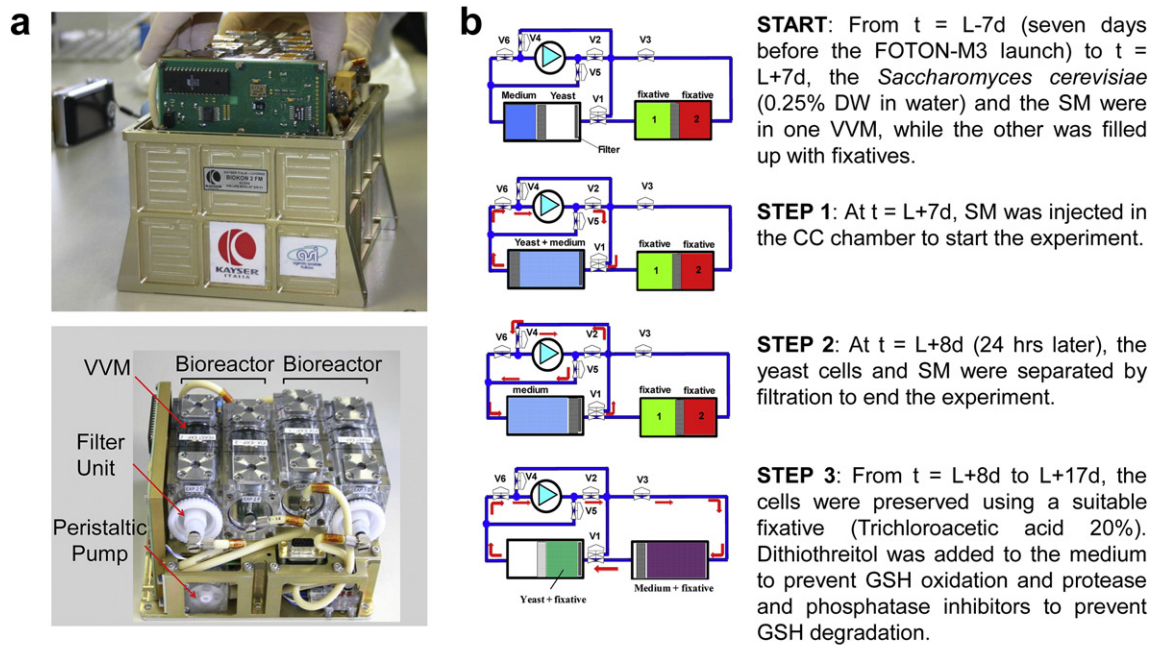 a
KAYSER ITALIA - LIVORNO
BIOKON 3 FM
KAYSER
ITALIA
asi
VVM
Bioreactor
Bioreactor
Filter
Unit
Peristaltic
Pump
b
V6
V4
V2
V3
V5
Medium
Yeast
V1
fixative
fixative
1
2
Filter
START: From t = L-7d (seven days
before the FOTON-M3 launch) to t =
L+7d, the Saccharomyces cerevisiae
(0.25% DW in water) and the SM were
in one VVM, while the other was filled
up with fixatives.
V6
V4
V2
V3
V5
Yeast + medium
V1
fixative
fixative
1
2
STEP 1: At t = L+7d, SM was injected in
the CC chamber to start the experiment.
V6
V4
V2
V3
V5
medium
V1
fixative
fixative
1
2
STEP 2: At t = L+8d (24 hrs later), the
yeast cells and SM were separated by
filtration to end the experiment.
V6
V4
V2
V3
V5
V1
Yeast + fixative
Medium + fixative
STEP 3: From t = L+8d to L+17d, the
cells were preserved using a suitable
fixative (Trichloroacetic acid 20%).
Dithiothreitol was added to the medium
to prevent GSH oxidation and protease
and phosphatase inhibitors to prevent
GSH degradation.